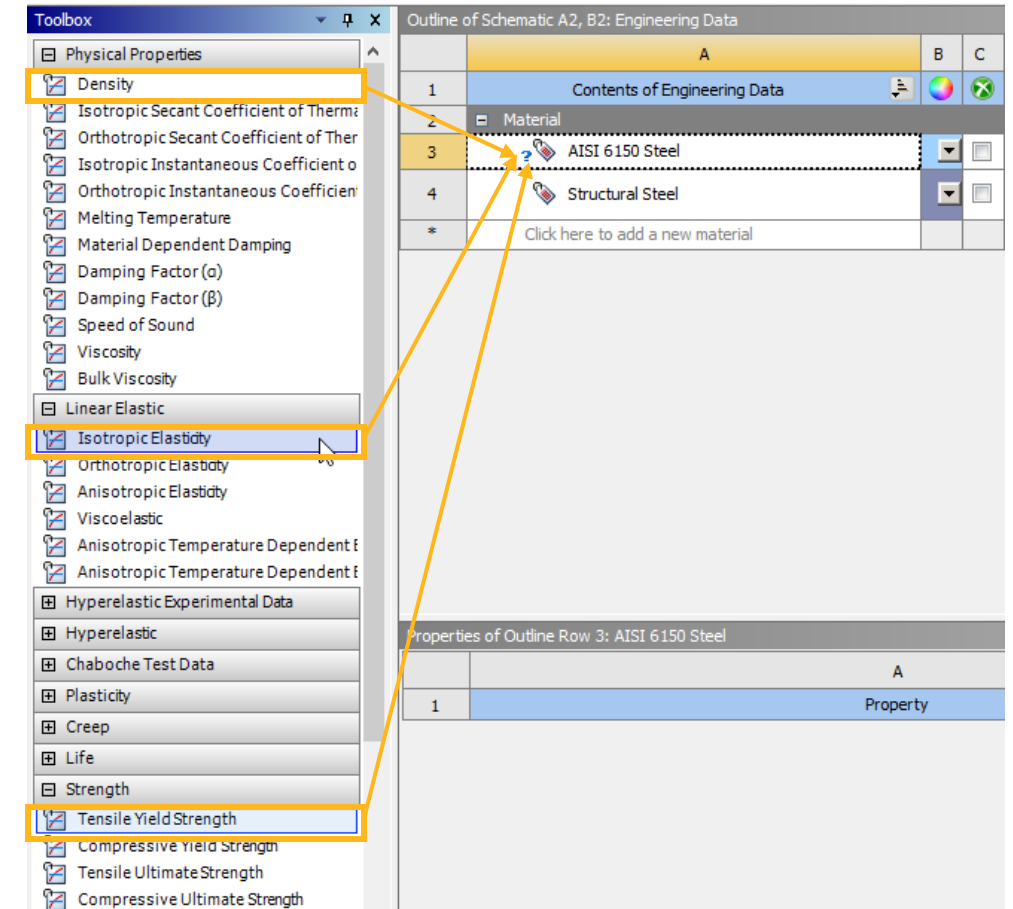 Toolbox
Physical Properties
Density
Isotropic Secant Coefficient of Therma
Orthotropic Secant Coefficient of Ther
Isotropic Instantaneous Coefficient o
Orthotropic Instantaneous Coefficient
Melting Temperature
Material Dependent Damping
Damping Factor (α)
Damping Factor (β)
Speed of Sound
Viscosity
Bulk Viscosity
Linear Elastic
Isotropic Elasticity
Orthotropic Elasticity
Anisotropic Elasticity
Viscoelastic
Anisotropic Temperature Dependent E
Anisotropic Temperature Dependent E
Hyperelastic Experimental Data
Hyperelastic
Chaboche Test Data
Plasticity
Creep
Life
Strength
Tensile Yield Strength
Compressive Yield Strength
Tensile Ultimate Strength
Compressive Ultimate Strength
Outline of Schematic A2, B2: Engineering Data
A B C
1 Contents of Engineering Data
2 Material
3 ? AISI 6150 Steel
4 Structural Steel
* Click here to add a new material
Properties of Outline Row 3: AISI 6150 Steel
A
1 Property